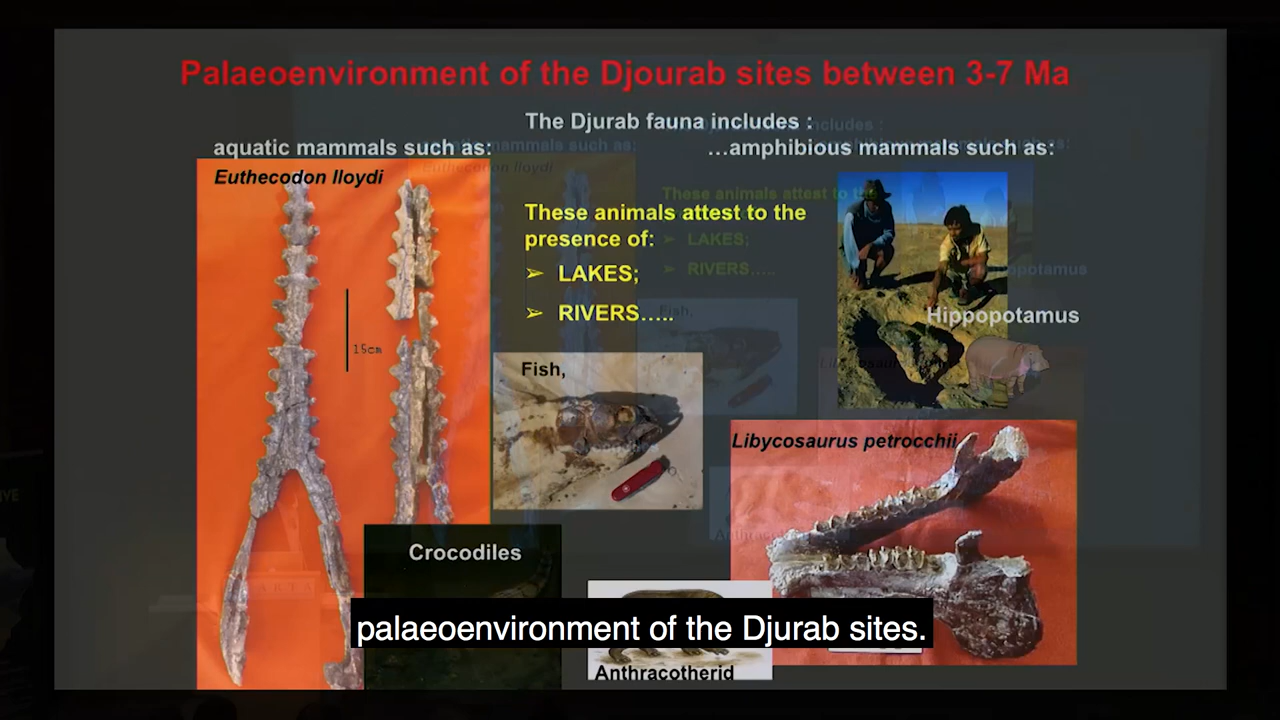 Palaeoenvironment of the Djourab sites between 3-7 Ma
The Djurab fauna includes :
aquatic mammals such as:
…amphibious mammals such as:
Euthecodon lloydi
These animals attest to the
presence of:
➢ LAKES;
➢ RIVERS…..
15cm
Hippopotamus
Fish,
Libycosaurus petrocchii
Crocodiles
palaeoenvironment of the Djurab sites.
Anthracotherid